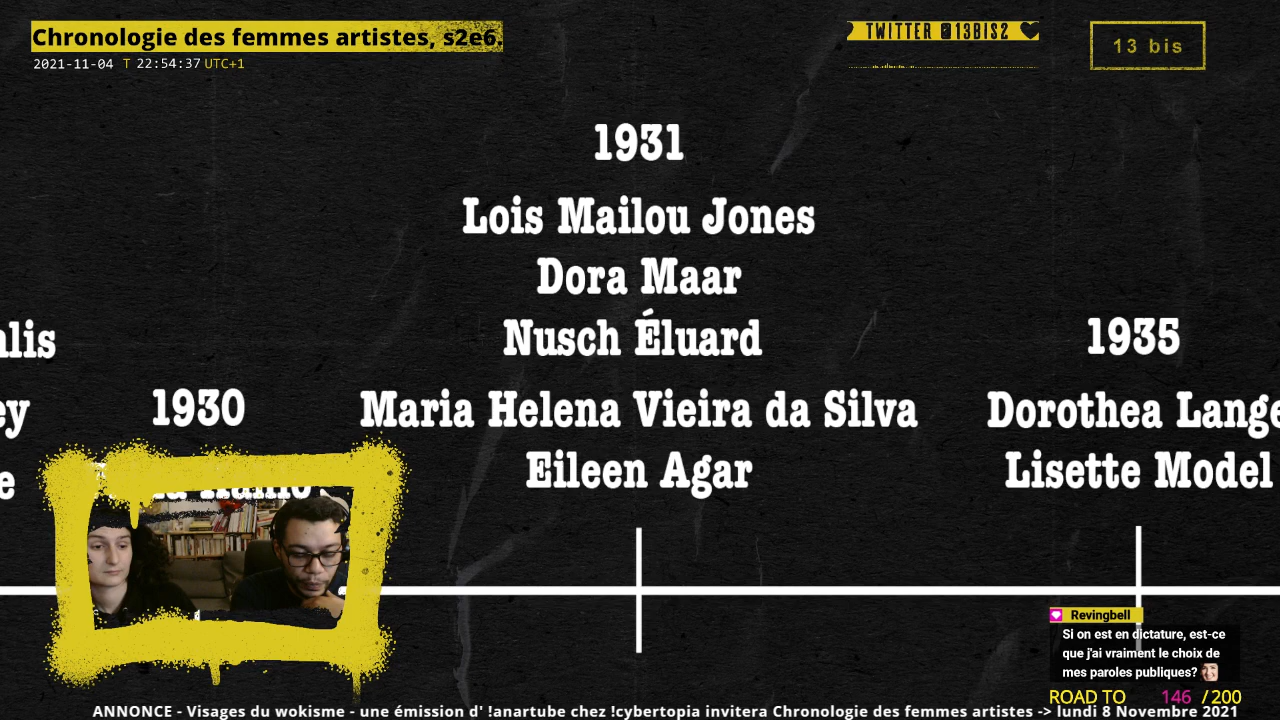 Chronologie des femmes artistes, s2e6
2021-11-04 T 22:54:37 UTC+1
TWITTER @13BIS2
13 bis
1931
Lois Mailou Jones
Dora Maar
Nusch Éluard
Maria Helena Vieira da Silva
Eileen Agar
1930
1935
Dorothea Lange
Lisette Model
Revingbell
Si on est en dictature, est-ce
que j'ai vraiment le choix de
mes paroles publiques?
ROAD TO 146 / 200
ANNONCE - Visages du wokisme - une émission d' !anartube chez !cybertopia invitera Chronologie des femmes artistes -> lundi 8 Novembre 2021